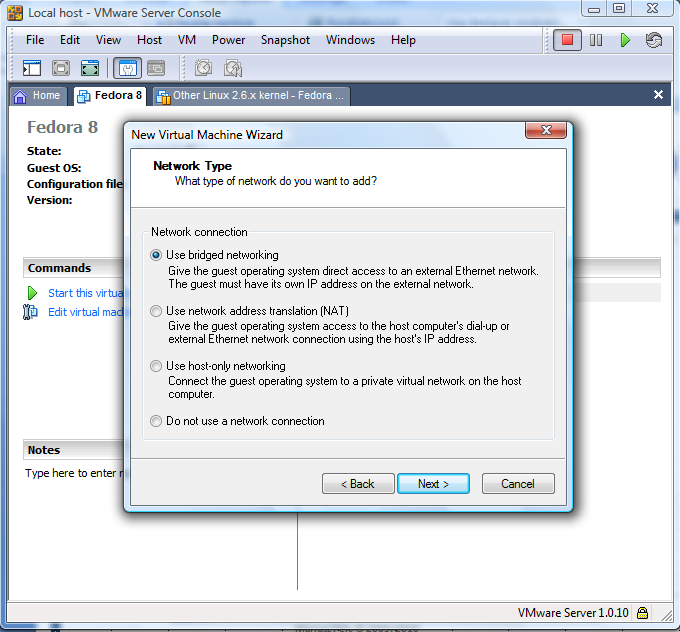 Local host - VMware Server Console
File Edit View Host VM Power Snapshot Windows Help
Home Fedora 8 Other Linux 2.6.x kernel - Fedora ...
Fedora 8
State:
Guest OS:
Configuration file
Version:
Commands
Start this virtua
Edit virtual mac
Notes
Type here to enter
New Virtual Machine Wizard
Network Type
What type of network do you want to add?
Network connection
Use bridged networking
Give the guest operating system direct access to an external Ethernet network.
The guest must have its own IP address on the external network.
Use network address translation (NAT)
Give the guest operating system access to the host computer's dial-up or
external Ethernet network connection using the host's IP address.
Use host-only networking
Connect the guest operating system to a private virtual network on the host
computer.
Do not use a network connection
< Back Next > Cancel
VMware Server 1.0.10